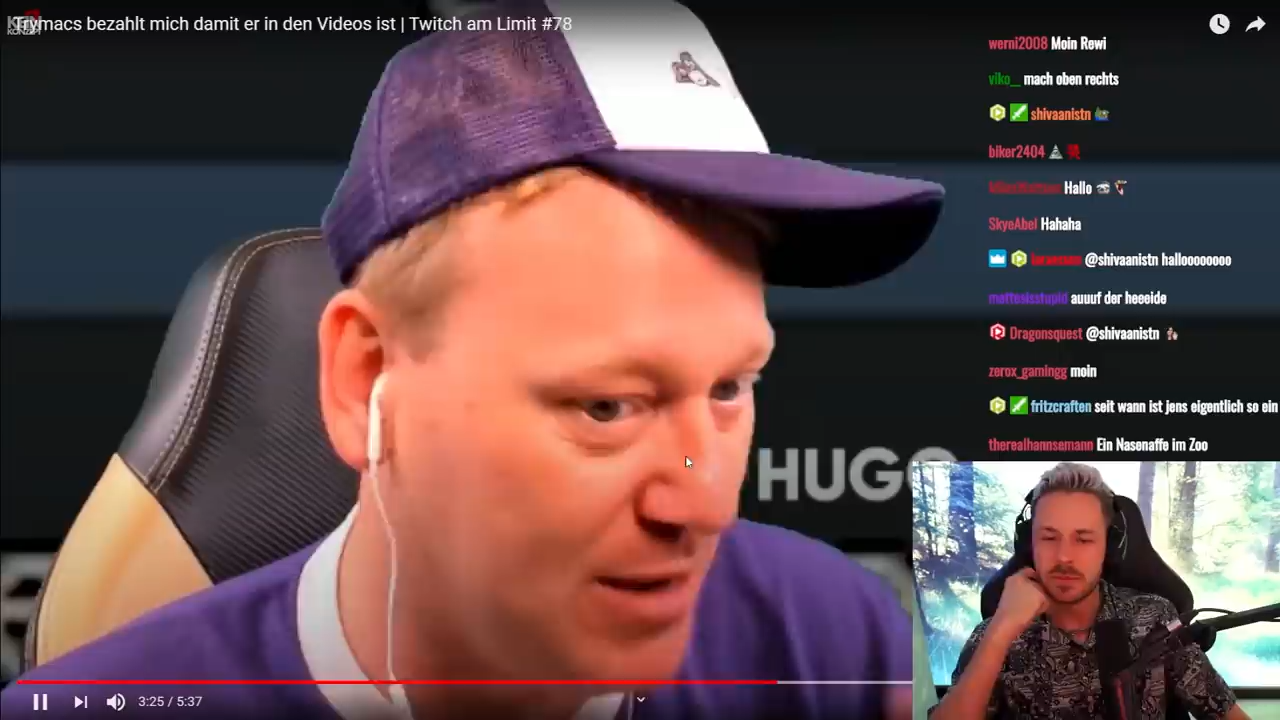 Trymacs bezahlt mich damit er in den Videos ist | Twitch am Limit #78
werni2008 Moin Rewi
viko__ mach oben rechts
shivaanistn
biker2404
Hallo
SkyeAbel Hahaha
@shivaanistn halloooooooo
mattesisstupid auuuf der heeeide
Dragonsquest @shivaanistn
zerox_gamingg moin
fritzcraften seit wann ist jens eigentlich so ein
therealhannsemann Ein Nasenaffe im Zoo
HUGO
3:25 / 5:37